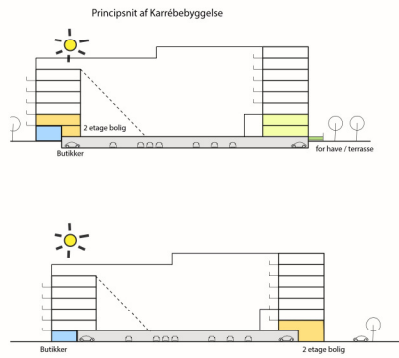 Principsnit af Karrébebyggelse
2 etage bolig
Butikker
for have / terrasse
Butikker
2 etage bolig